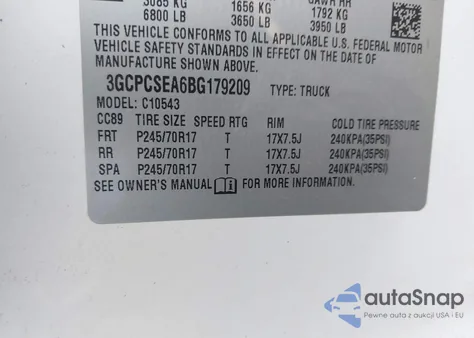 3085 KG 1656 KG 1792 KG
6800 LB 3650 LB 3950 LB
THIS VEHICLE CONFORMS TO ALL APPLICABLE U.S. FEDERAL MOTOR
VEHICLE SAFETY STANDARDS IN EFFECT ON THE DATE OF
MANUFACTURE SHOWN ABOVE.
3GCPCSEA6BG179209 TYPE: TRUCK
MODEL: C10543
CC89 TIRE SIZE SPEED RTG RIM COLD TIRE PRESSURE
FRT P245/70R17 T 17X7.5J 240KPA(35PSI)
RR P245/70R17 T 17X7.5J 240KPA(35PSI)
SPA P245/70R17 T 17X7.5J 240KPA(35PSI)
SEE OWNER'S MANUAL FOR MORE INFORMATION.
autoSnap
Pewne auta z aukcji USA i EU